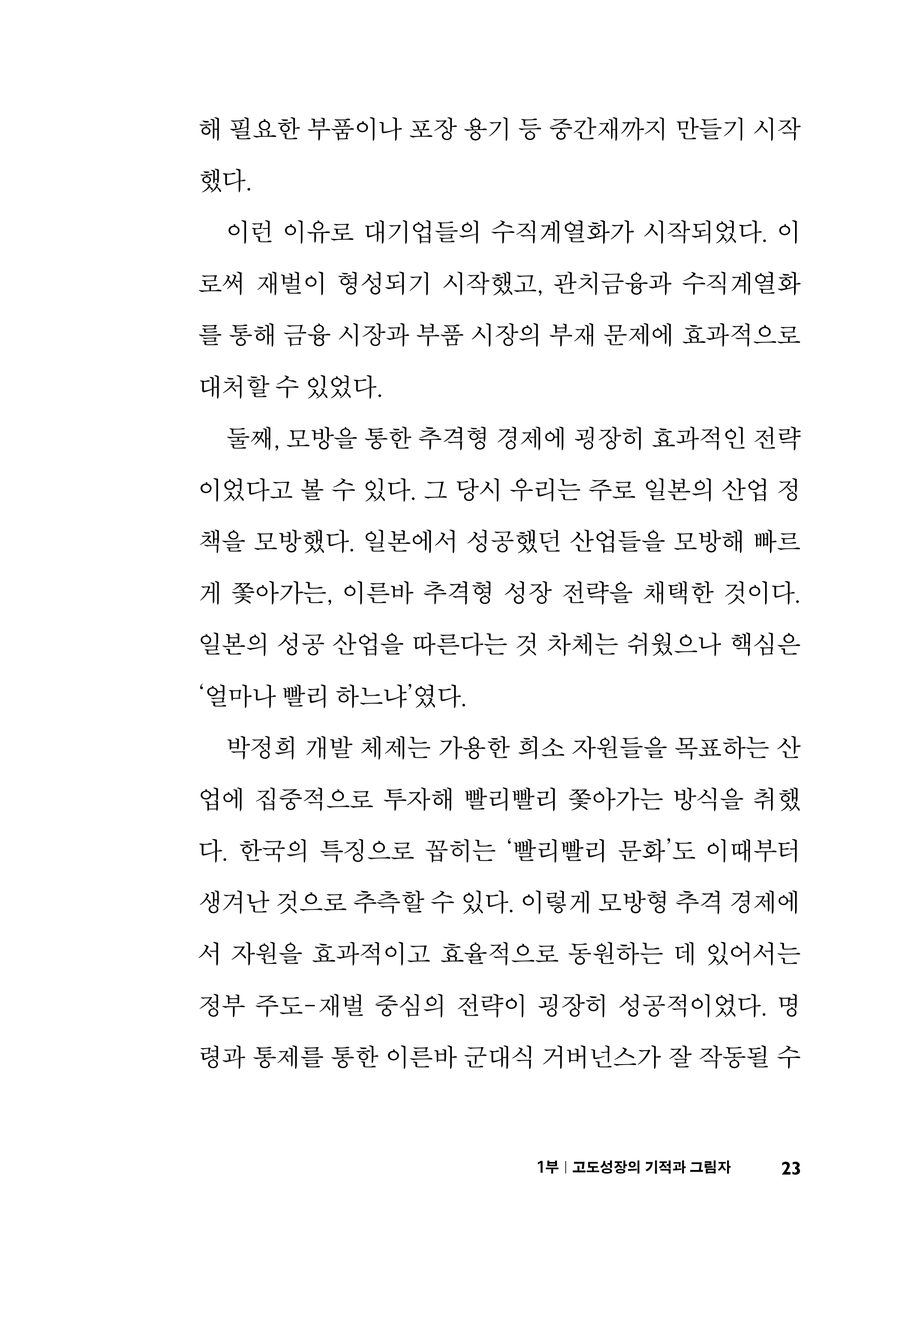 해 필요한 부품이나 포장 용기 등 중간재까지 만들기 시작
했다.
이런 이유로 대기업들의 수직계열화가 시작되었다. 이
로써 재벌이 형성되기 시작했고, 관치금융과 수직계열화
를 통해 금융 시장과 부품 시장의 부재 문제에 효과적으로
대처할 수 있었다.
둘째, 모방을 통한 추격형 경제에 굉장히 효과적인 전략
이었다고 볼 수 있다. 그 당시 우리는 주로 일본의 산업 정
책을 모방했다. 일본에서 성공했던 산업들을 모방해 빠르
게 쫓아가는, 이른바 추격형 성장 전략을 채택한 것이다.
일본의 성공 산업을 따른다는 것 자체는 쉬웠으나 핵심은
‘얼마나 빨리 하느냐’였다.
박정희 개발 체제는 가용한 희소 자원들을 목표하는 산
업에 집중적으로 투자해 빨리빨리 쫓아가는 방식을 취했
다. 한국의 특징으로 꼽히는 ‘빨리빨리 문화’도 이때부터
생겨난 것으로 추측할 수 있다. 이렇게 모방형 추격 경제에
서 자원을 효과적이고 효율적으로 동원하는 데 있어서는
정부 주도-재벌 중심의 전략이 굉장히 성공적이었다. 명
령과 통제를 통한 이른바 군대식 거버넌스가 잘 작동될 수
1부 | 고도성장의 기적과 그림자 23